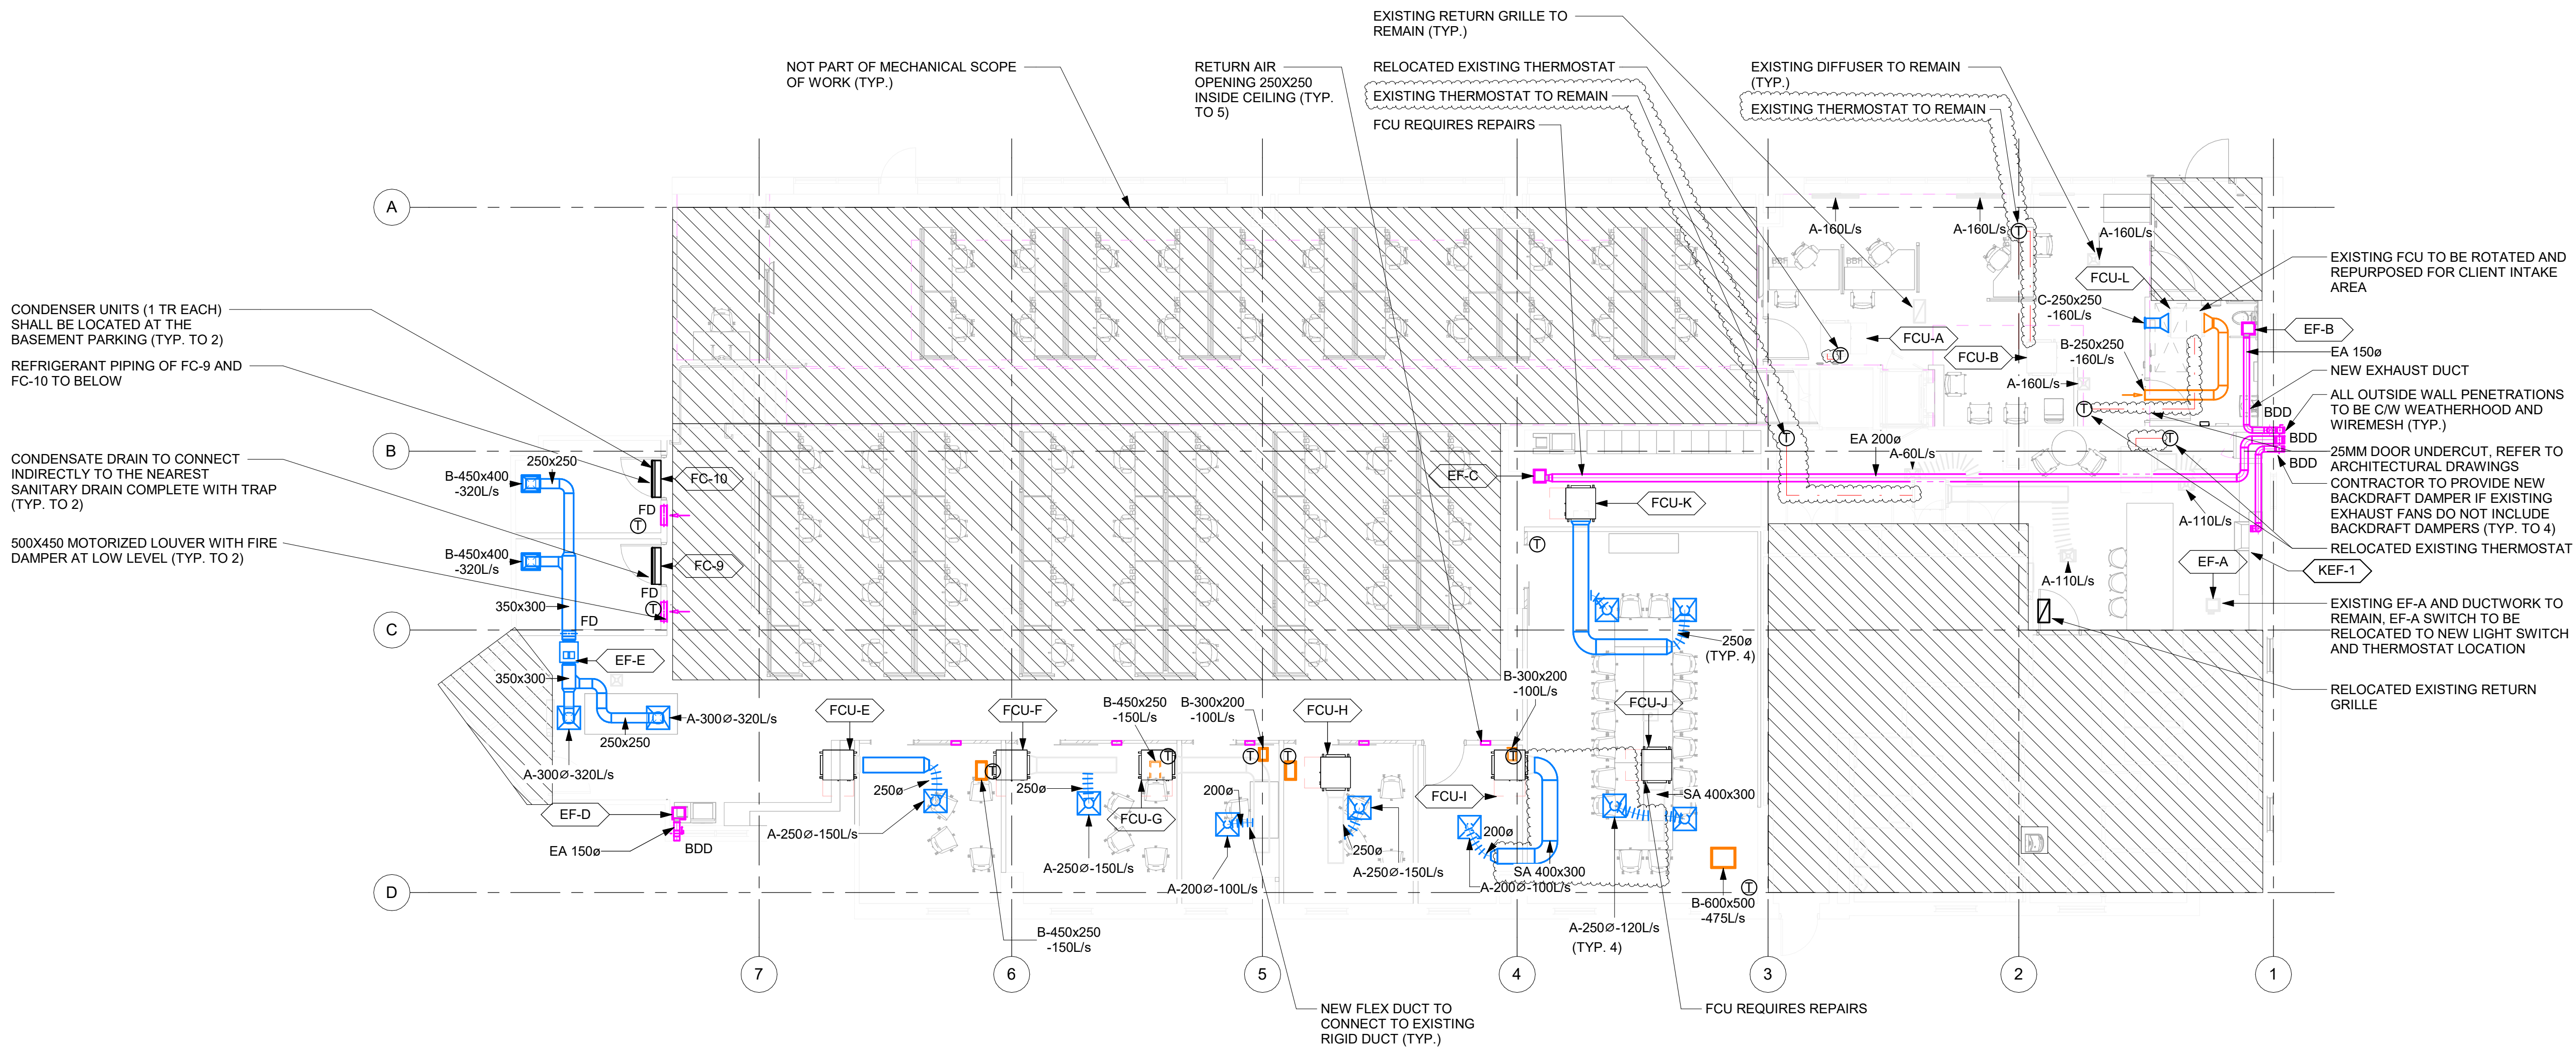 EXISTING RETURN GRILLE TO
REMAIN (TYP.)
NOT PART OF MECHANICAL SCOPE
OF WORK (TYP.)
RETURN AIR
OPENING 250X250
INSIDE CEILING (TYP.
TO 5)
RELOCATED EXISTING THERMOSTAT
EXISTING THERMOSTAT TO REMAIN
FCU REQUIRES REPAIRS
EXISTING DIFFUSER TO REMAIN
(TYP.)
EXISTING THERMOSTAT TO REMAIN
A
A-160L/s
A-160L/s
T
A-160L/s
FCU-L
EXISTING FCU TO BE ROTATED AND
REPURPOSED FOR CLIENT INTAKE
AREA
CONDENSER UNITS (1 TR EACH)
SHALL BE LOCATED AT THE
BASEMENT PARKING (TYP. TO 2)
REFRIGERANT PIPING OF FC-9 AND
FC-10 TO BELOW
C-250x250
-160L/s
FCU-A
FCU-B
T
B-250x250
-160L/s
A-160L/s
T
EF-B
EA 150ø
NEW EXHAUST DUCT
ALL OUTSIDE WALL PENETRATIONS
TO BE C/W WEATHERHOOD AND
WIREMESH (TYP.)
BDD
BDD
BDD
25MM DOOR UNDERCUT, REFER TO
ARCHITECTURAL DRAWINGS
CONTRACTOR TO PROVIDE NEW
BACKDRAFT DAMPER IF EXISTING
EXHAUST FANS DO NOT INCLUDE
BACKDRAFT DAMPERS (TYP. TO 4)
RELOCATED EXISTING THERMOSTAT
B
CONDENSATE DRAIN TO CONNECT
INDIRECTLY TO THE NEAREST
SANITARY DRAIN COMPLETE WITH TRAP
(TYP. TO 2)
250x250
B-450x400
-320L/s
FC-10
FD
T
EF-C
T
EA 200ø
A-60L/s
T
FCU-K
A-110L/s
500X450 MOTORIZED LOUVER WITH FIRE
DAMPER AT LOW LEVEL (TYP. TO 2)
B-450x400
-320L/s
FC-9
FD
T
T
A-110L/s
EF-A
KEF-1
350x300
C
FD
EF-E
350x300
250ø
(TYP. 4)
EXISTING EF-A AND DUCTWORK TO
REMAIN, EF-A SWITCH TO BE
RELOCATED TO NEW LIGHT SWITCH
AND THERMOSTAT LOCATION
RELOCATED EXISTING RETURN
GRILLE
A-300∅-320L/s
250x250
A-300∅-320L/s
FCU-E
FCU-F
B-450x250
-150L/s
B-300x200
-100L/s
FCU-H
B-300x200
-100L/s
FCU-J
T
T
T
T
T
EF-D
EA 150ø
BDD
250ø
A-250∅-150L/s
250ø
A-250∅-150L/s
FCU-G
200ø
A-200∅-100L/s
250ø
A-250∅-150L/s
FCU-I
200ø
SA 400x300
A-200∅-100L/s
SA 400x300
A-250∅-120L/s
(TYP. 4)
B-600x500
-475L/s
T
D
B-450x250
-150L/s
7
6
5
4
3
2
1
NEW FLEX DUCT TO
CONNECT TO EXISTING
RIGID DUCT (TYP.)
FCU REQUIRES REPAIRS